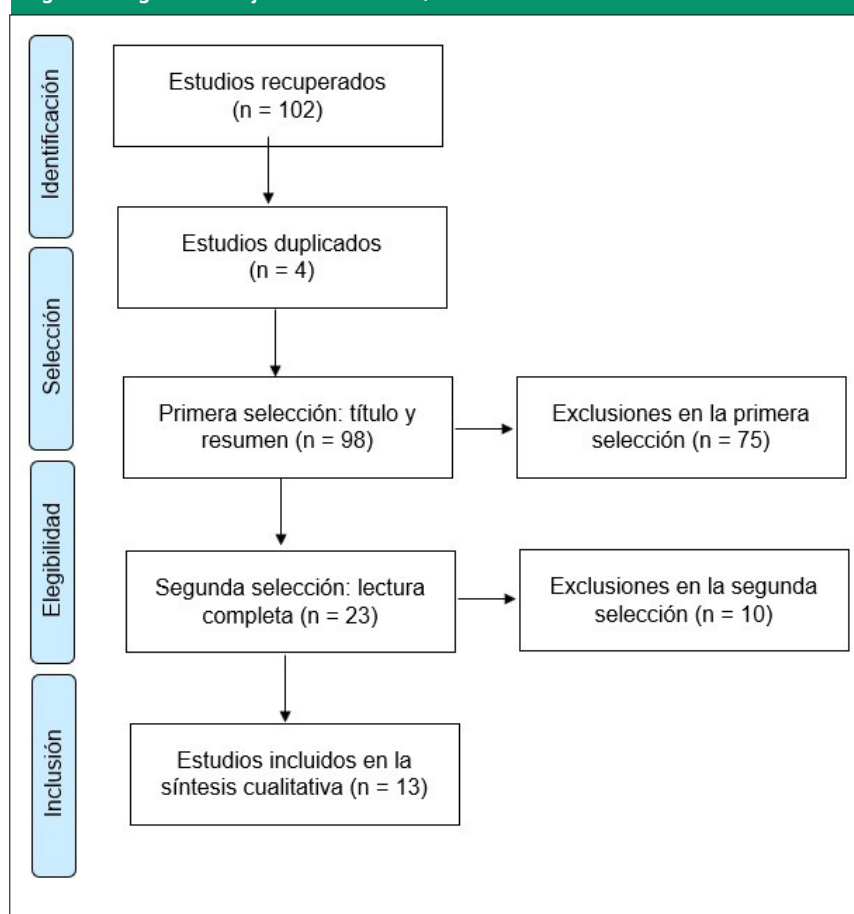 Identificación
Estudios recuperados
(n = 102)
Estudios duplicados
(n = 4)
Selección
Primera selección: título y
resumen (n = 98)
Exclusiones en la primera
selección (n = 75)
Elegibilidad
Segunda selección: lectura
completa (n = 23)
Exclusiones en la segunda
selección (n = 10)
Inclusión
Estudios incluidos en la
síntesis cualitativa (n = 13)